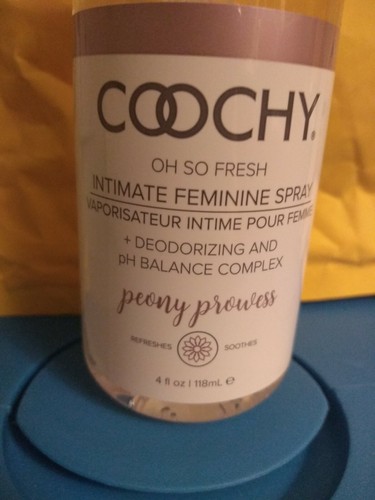 COOCHY®
OH SO FRESH
INTIMATE FEMININE SPRAY
VAPORISATEUR INTIME POUR FEMME
+ DEODORIZING AND
pH BALANCE COMPLEX
peony prowess
REFRESHES SOOTHES
4 fl oz | 118mL ℮